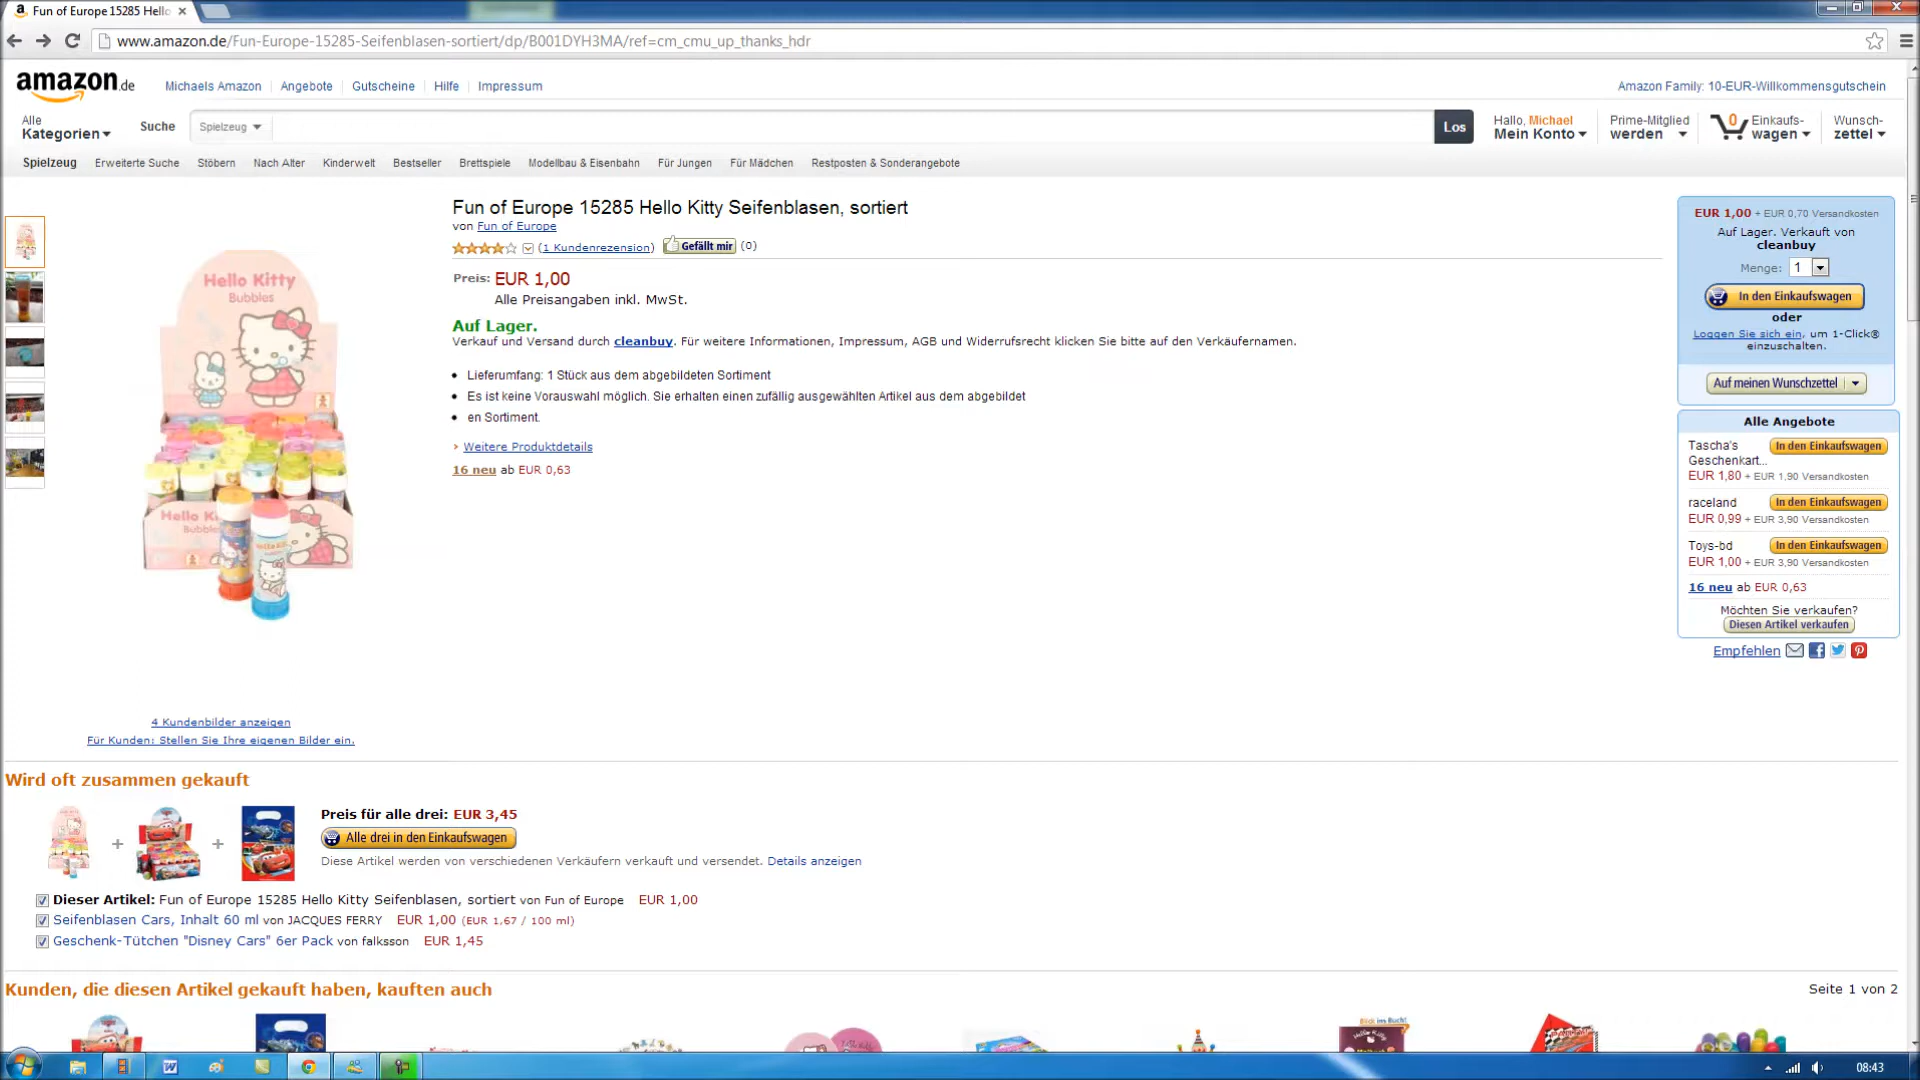 Fun of Europe 15285 Hello
www.amazon.de/Fun-Europe-15285-Seifenblasen-sortiert/dp/B001DYH3MA/ref=cm_cmu_up_thanks_hdr
amazon.de
Michaels Amazon Angebote Gutscheine Hilfe Impressum
Amazon Family: 10-EUR-Willkommensgutschein
Alle
Kategorien
Suche
Spielzeug
Los
Hallo, Michael
Mein Konto
Prime-Mitglied
werden
0
Einkaufs-
wagen
Wunsch-
zettel
Spielzeug Erweiterte Suche Stöbern Nach Alter Kinderwelt Bestseller Brettspiele Modellbau & Eisenbahn Für Jungen Für Mädchen Restposten & Sonderangebote
Hello Kitty
Bubbles
Fun of Europe 15285 Hello Kitty Seifenblasen, sortiert
von Fun of Europe
(1 Kundenrezension) Gefällt mir (0)
Preis: EUR 1,00
Alle Preisangaben inkl. MwSt.
Auf Lager.
Verkauf und Versand durch cleanbuy. Für weitere Informationen, Impressum, AGB und Widerrufsrecht klicken Sie bitte auf den Verkäufernamen.
Lieferumfang: 1 Stück aus dem abgebildeten Sortiment
Es ist keine Vorauswahl möglich. Sie erhalten einen zufällig ausgewählten Artikel aus dem abgebildet
en Sortiment.
› Weitere Produktdetails
16 neu ab EUR 0,63
EUR 1,00 + EUR 0,70 Versandkosten
Auf Lager. Verkauf von
cleanbuy
Menge: 1
In den Einkaufswagen
oder
Loggen Sie sich ein, um 1-Click®
einzuschalten.
Auf meinen Wunschzettel
Alle Angebote
Tascha's
Geschenkart...
In den Einkaufswagen
EUR 1,80 + EUR 1,90 Versandkosten
raceland In den Einkaufswagen
EUR 0,99 + EUR 3,90 Versandkosten
Toys-bd In den Einkaufswagen
EUR 1,00 + EUR 3,90 Versandkosten
16 neu ab EUR 0,63
Möchten Sie verkaufen?
Diesen Artikel verkaufen
Empfehlen
4 Kundenbilder anzeigen
Für Kunden: Stellen Sie Ihre eigenen Bilder ein.
Wird oft zusammen gekauft
+ +
Preis für alle drei: EUR 3,45
Alle drei in den Einkaufswagen
Diese Artikel werden von verschiedenen Verkäufern verkauft und versendet. Details anzeigen
Dieser Artikel: Fun of Europe 15285 Hello Kitty Seifenblasen, sortiert von Fun of Europe EUR 1,00
Seifenblasen Cars, Inhalt 60 ml von JACQUES FERRY EUR 1,00 (EUR 1,67 / 100 ml)
Geschenk-Tütchen "Disney Cars" 6er Pack von falksson EUR 1,45
Kunden, die diesen Artikel gekauft haben, kauften auch
Seite 1 von 2
Blick ins Buch!
Hello Kitty
08:43